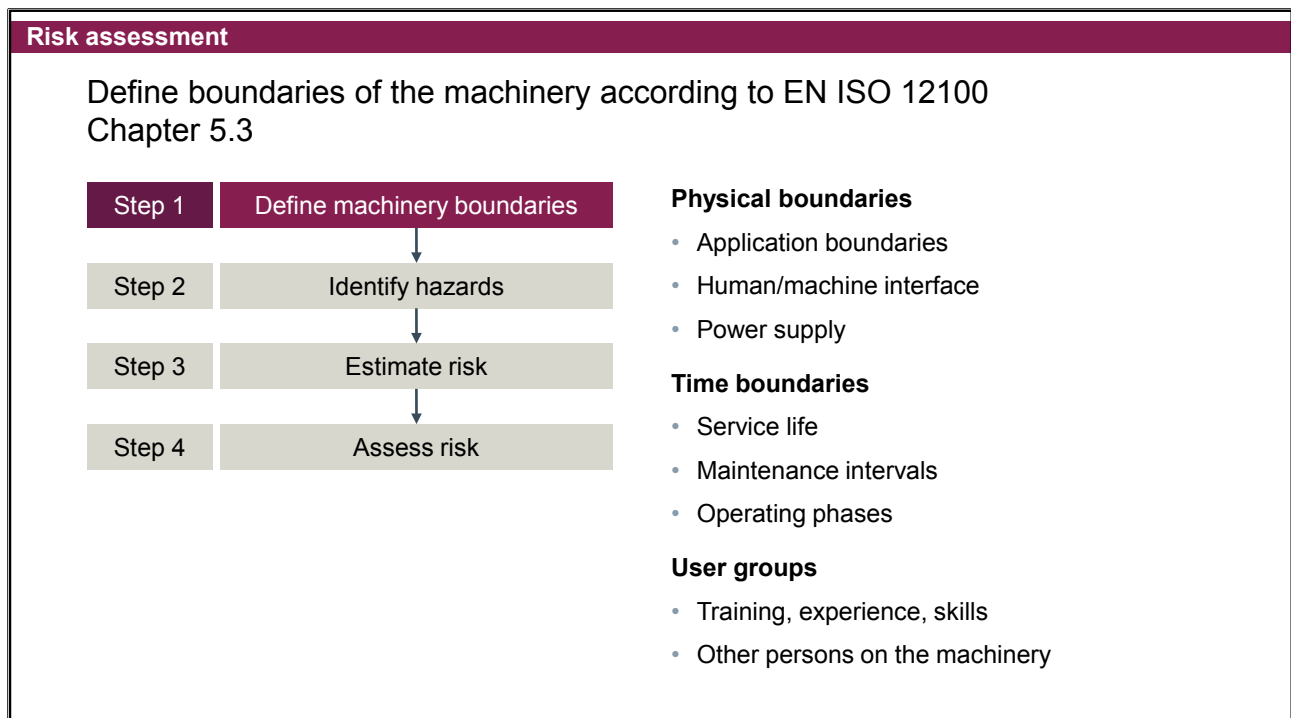 Risk assessment
Define boundaries of the machinery according to EN ISO 12100
Chapter 5.3
Step 1 Define machinery boundaries
Step 2 Identify hazards
Step 3 Estimate risk
Step 4 Assess risk
Physical boundaries
• Application boundaries
• Human/machine interface
• Power supply
Time boundaries
• Service life
• Maintenance intervals
• Operating phases
User groups
• Training, experience, skills
• Other persons on the machinery